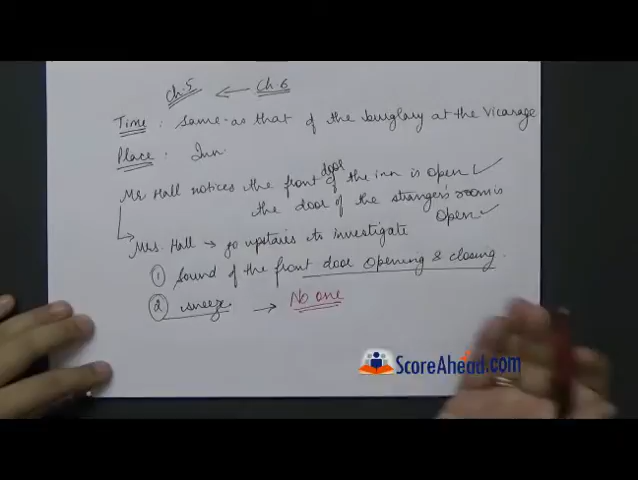 Ch.5 ← Ch.6
Time : same as that of the burglary at the Vicarage
Place : Inn
Mr Hall notices the front door of the inn is open ✓
the door of the stranger's room is
open ✓
Mrs. Hall → go upstairs to investigate
① Sound of the front door opening & closing.
② sneeze. → No one
ScoreAhead.com